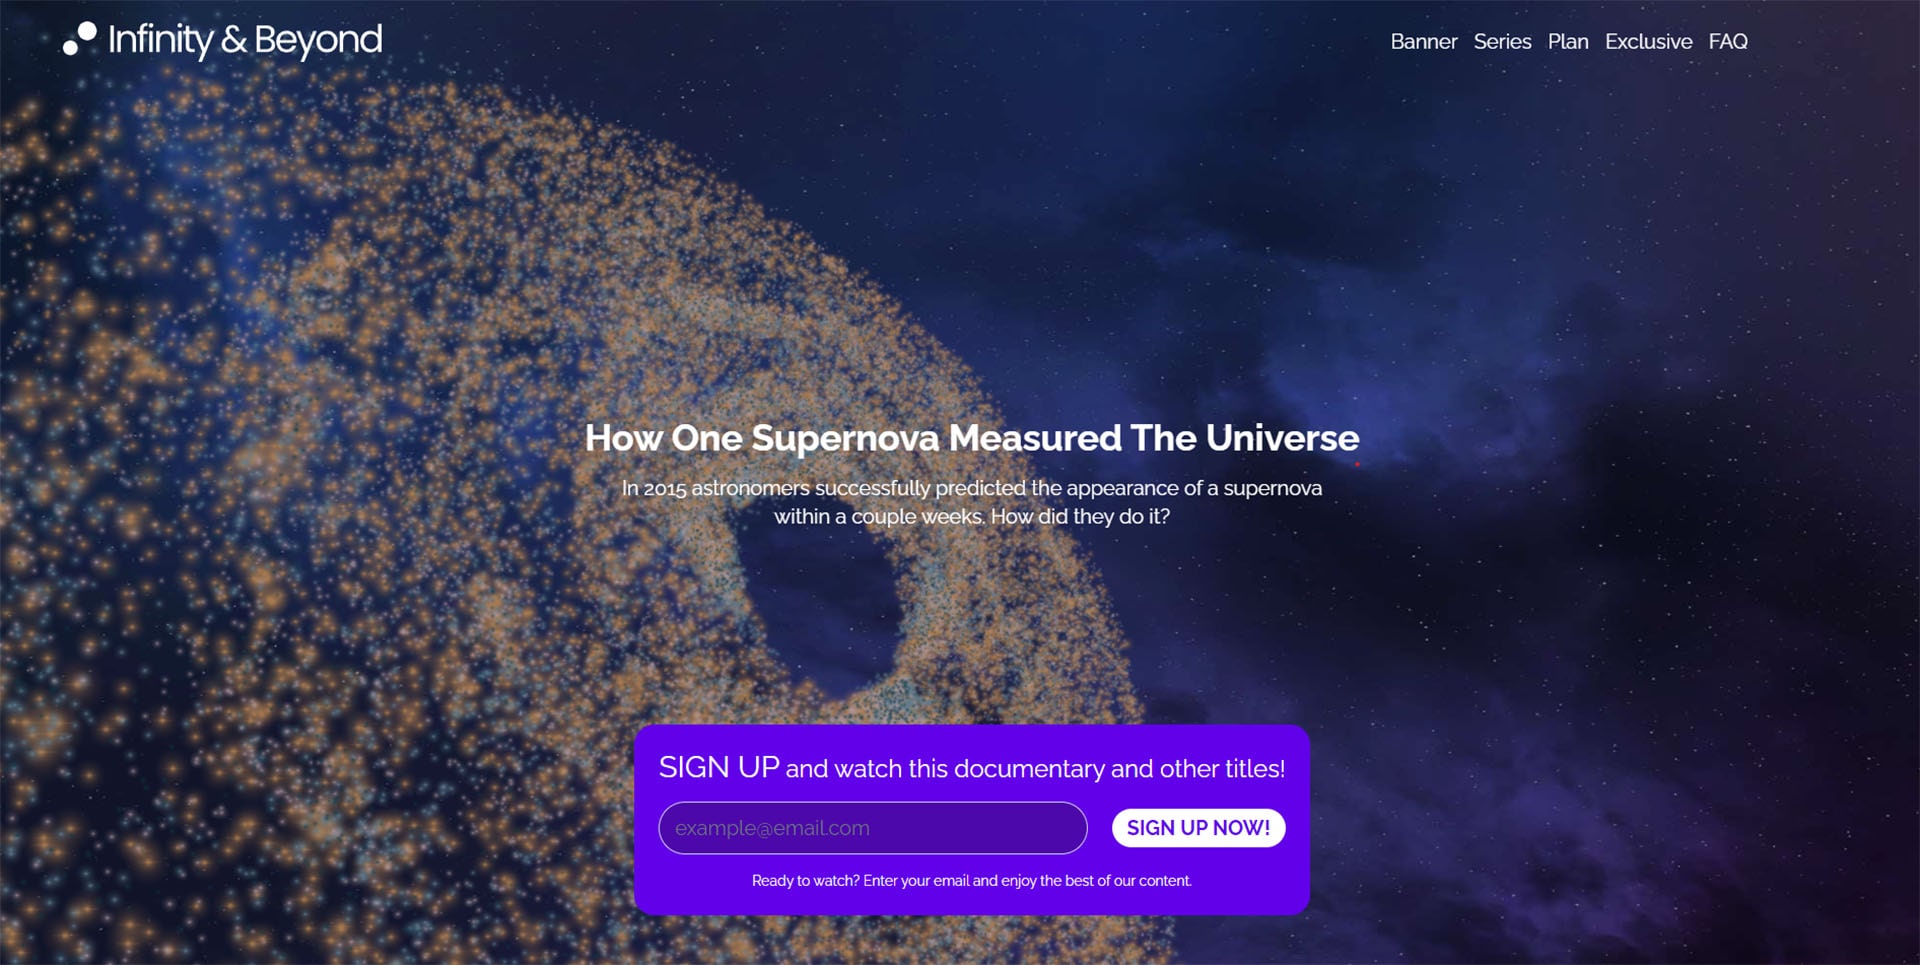 Infinity & Beyond
Banner Series Plan Exclusive FAQ
How One Supernova Measured The Universe
In 2015 astronomers successfully predicted the appearance of a supernova
within a couple weeks. How did they do it?
SIGN UP and watch this documentary and other titles!
example@email.com
SIGN UP NOW!
Ready to watch? Enter your email and enjoy the best of our content.